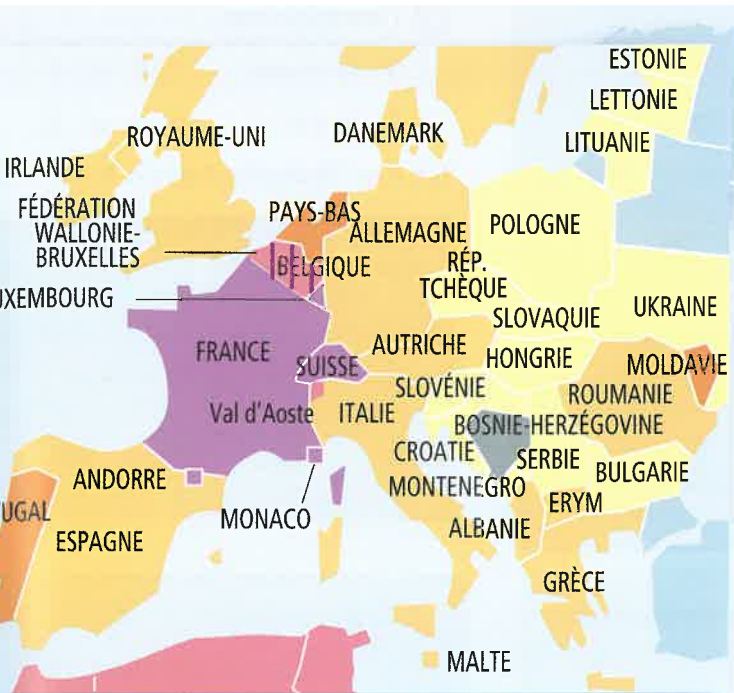 ESTONIE
LETTONIE
LITUANIE
ROYAUME-UNI
DANEMARK
IRLANDE
FÉDÉRATION
WALLONIE-
BRUXELLES
PAYS-BAS
ALLEMAGNE
POLOGNE
BELGIQUE
RÉP.
TCHÈQUE
UXEMBOURG
SLOVAQUIE
UKRAINE
FRANCE
SUISSE
AUTRICHE
HONGRIE
MOLDAVIE
SLOVÉNIE
ROUMANIE
Val d'Aoste
ITALIE
BOSNIE-HERZÉGOVINE
CROATIE
SERBIE
BULGARIE
ANDORRE
MONTENEGRO
ERYM
UGAL
MONACO
ALBANIE
ESPAGNE
GRÈCE
MALTE